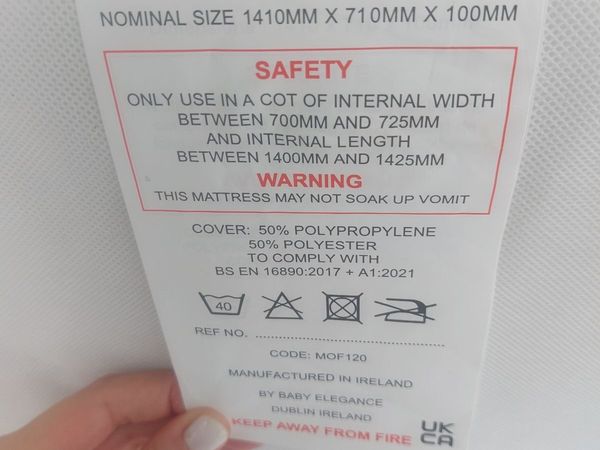 NOMINAL SIZE 1410MM X 710MM X 100MM
SAFETY
ONLY USE IN A COT OF INTERNAL WIDTH
BETWEEN 700MM AND 725MM
AND INTERNAL LENGTH
BETWEEN 1400MM AND 1425MM
WARNING
THIS MATTRESS MAY NOT SOAK UP VOMIT
COVER: 50% POLYPROPYLENE
50% POLYESTER
TO COMPLY WITH
BS EN 16890:2017 + A1:2021
40
REF NO. ........................................
CODE: MOF120
MANUFACTURED IN IRELAND
BY BABY ELEGANCE
DUBLIN IRELAND
KEEP AWAY FROM FIRE
UK
CA